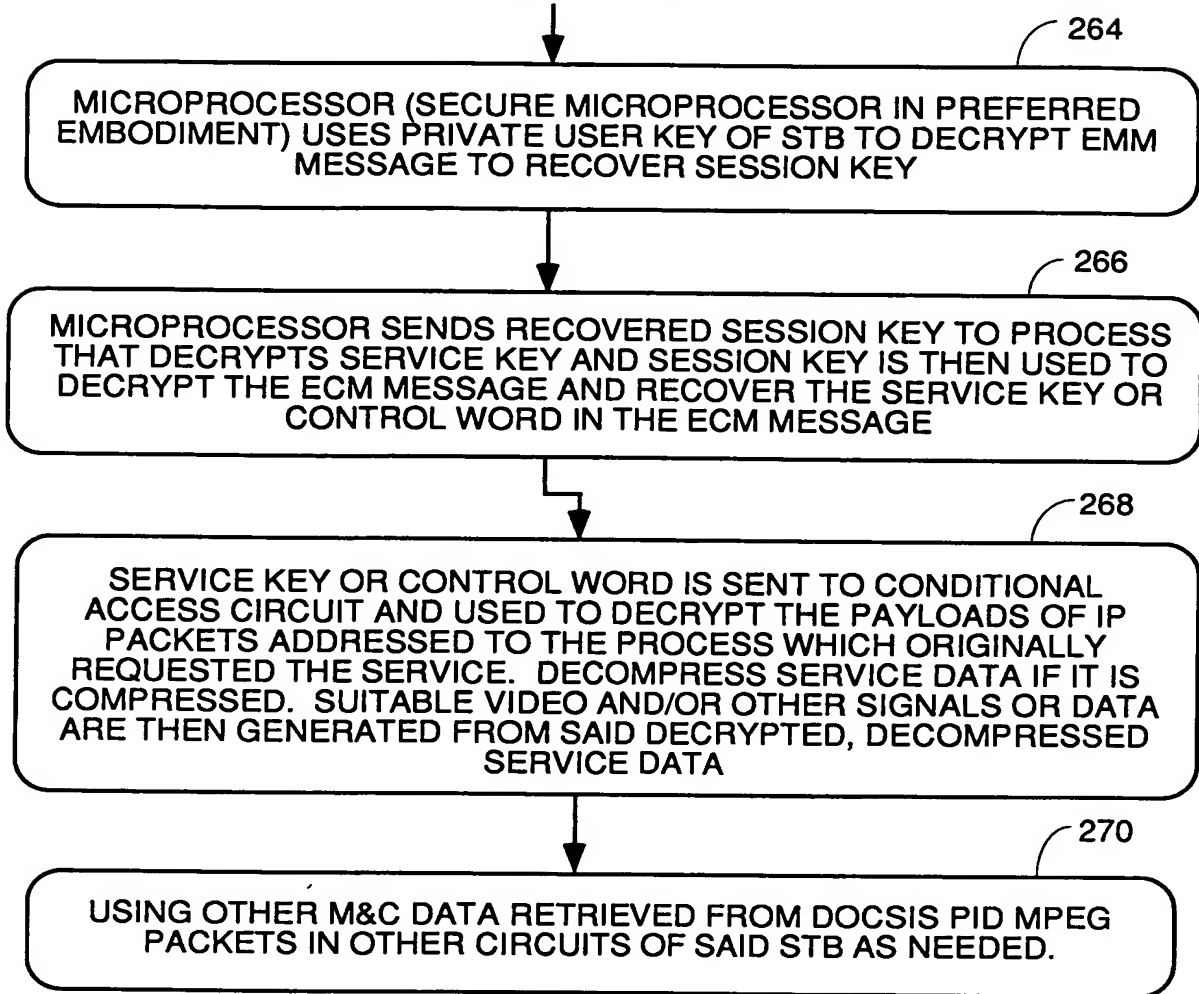 264
MICROPROCESSOR (SECURE MICROPROCESSOR IN PREFERRED
EMBODIMENT) USES PRIVATE USER KEY OF STB TO DECRYPT EMM
MESSAGE TO RECOVER SESSION KEY
266
MICROPROCESSOR SENDS RECOVERED SESSION KEY TO PROCESS
THAT DECRYPTS SERVICE KEY AND SESSION KEY IS THEN USED TO
DECRYPT THE ECM MESSAGE AND RECOVER THE SERVICE KEY OR
CONTROL WORD IN THE ECM MESSAGE
268
SERVICE KEY OR CONTROL WORD IS SENT TO CONDITIONAL
ACCESS CIRCUIT AND USED TO DECRYPT THE PAYLOADS OF IP
PACKETS ADDRESSED TO THE PROCESS WHICH ORIGINALLY
REQUESTED THE SERVICE. DECOMPRESS SERVICE DATA IF IT IS
COMPRESSED. SUITABLE VIDEO AND/OR OTHER SIGNALS OR DATA
ARE THEN GENERATED FROM SAID DECRYPTED, DECOMPRESSED
SERVICE DATA
270
USING OTHER M&C DATA RETRIEVED FROM DOCSIS PID MPEG
PACKETS IN OTHER CIRCUITS OF SAID STB AS NEEDED.